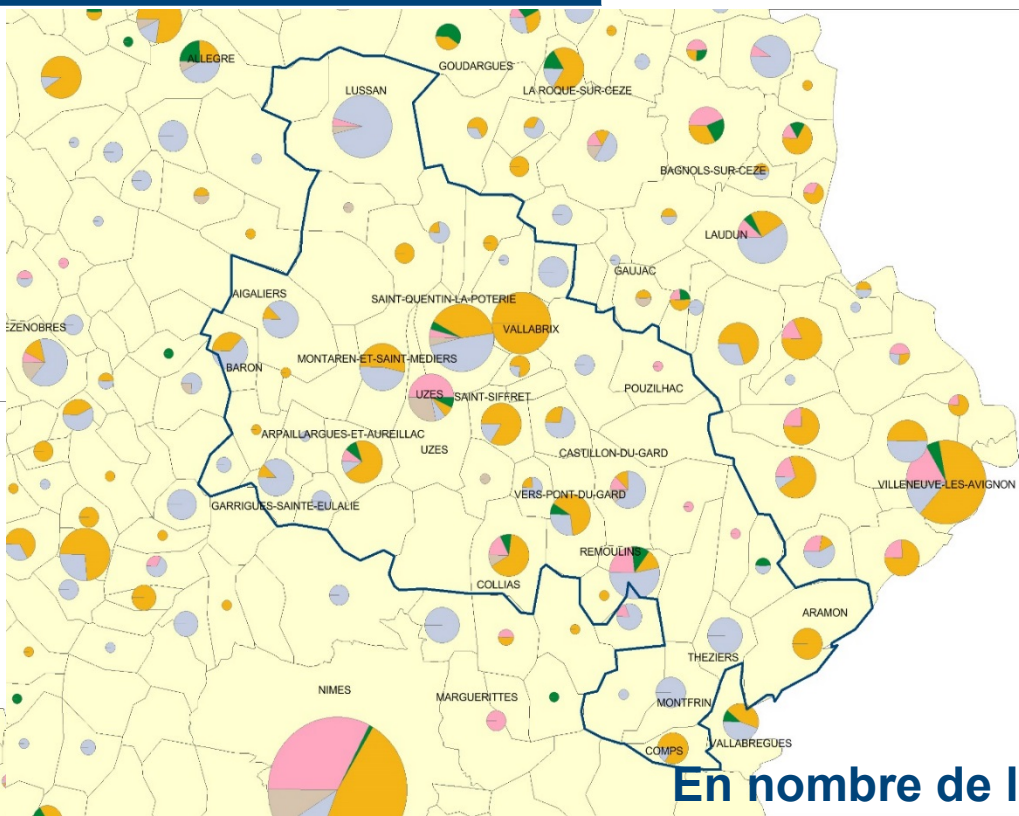 ALLEGRE
GOUDARGUES
LUSSAN
LA ROQUE-SUR-CEZE
BAGNOLS-SUR-CEZE
LAUDUN
GAUJAC
AIGALIERS
SAINT-QUENTIN-LA-POTERIE
EZENOBRES
VALLABRIX
MONTAREN-ET-SAINT-MEDIERS
BARON
POUZILHAC
UZES
SAINT-SIFFRET
ARPAILLARGUES-ET-AUREILLAC
UZES
CASTILLON-DU-GARD
VILLENEUVE-LES-AVIGNON
VERS-PONT-DU-GARD
GARRIGUES-SAINTE-EULALIE
REMOULINS
COLLIAS
ARAMON
THEZIERS
NIMES
MARGUERITTES
MONTFRIN
VALLABREGUES
COMPS
En nombre de l